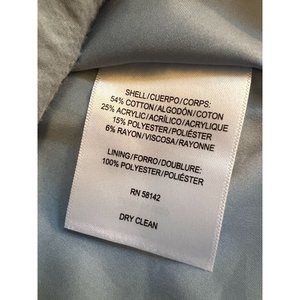 SHELL/CUERPO/CORPS:
54% COTTON/ALGODÓN/COTON
25% ACRYLIC/ACRÍLICO/ACRYLIQUE
15% POLYESTER/POLIÉSTER
6% RAYON/VISCOSA/RAYONNE
LINING/FORRO/DOUBLURE:
100% POLYESTER/POLIÉSTER
RN 58142
DRY CLEAN